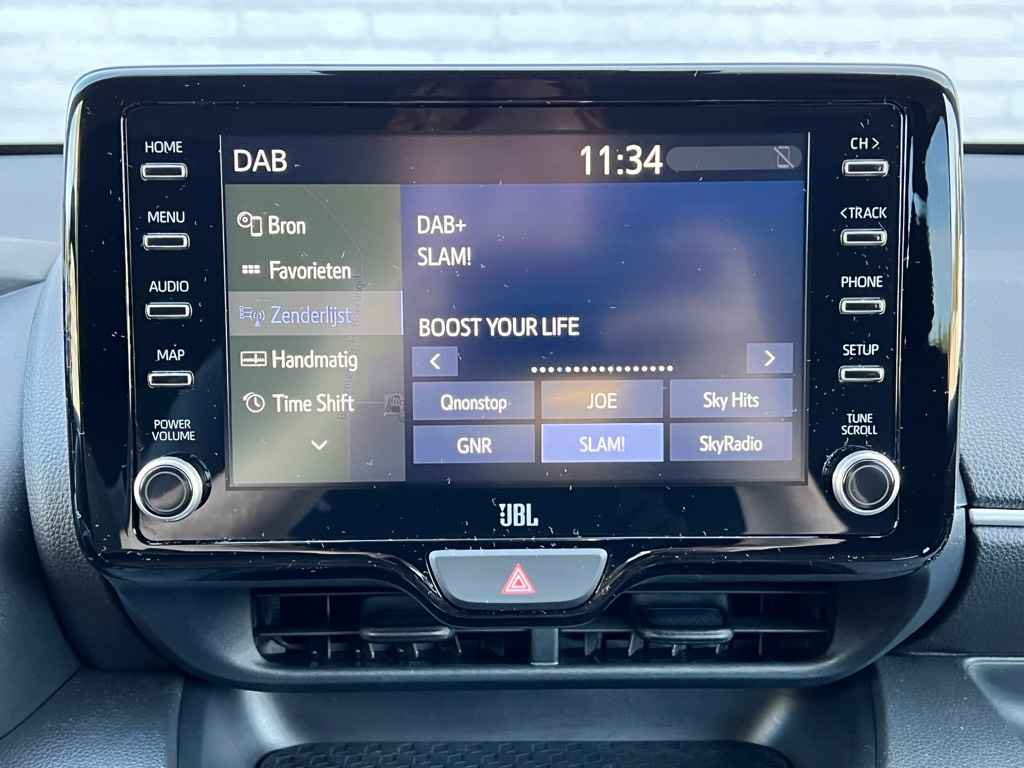 HOME
MENU
AUDIO
MAP
POWER
VOLUME
DAB
11:34
Bron
Favorieten
Zenderlijst
Handmatig
Time Shift
DAB+
SLAM!
BOOST YOUR LIFE
Qnonstop
JOE
Sky Hits
GNR
SLAM!
SkyRadio
CH >
< TRACK
PHONE
SETUP
TUNE
SCROLL
JBL